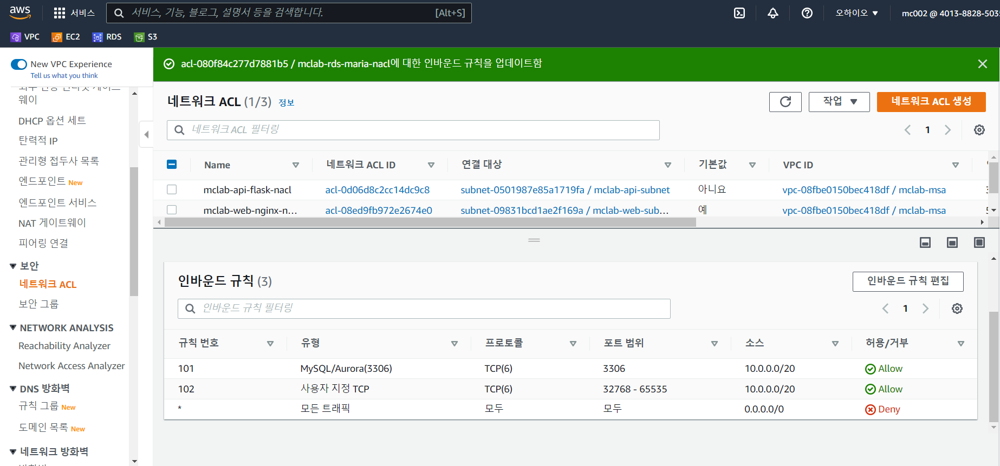 aws
서비스
서비스, 기능, 블로그, 설명서 등을 검색합니다.
[Alt+S]
오하이오
mc002 @ 4013-8828-503
VPC
EC2
RDS
S3
New VPC Experience
Tell us what you think
웨이
DHCP 옵션 세트
탄력적 IP
관리형 접두사 목록
엔드포인트 New
엔드포인트 서비스
NAT 게이트웨이
피어링 연결
보안
네트워크 ACL
보안 그룹
NETWORK ANALYSIS
Reachability Analyzer
Network Access Analyzer
DNS 방화벽
규칙 그룹 New
도메인 목록 New
네트워크 방화벽
acl-080f84c277d7881b5 / mclab-rds-maria-nacl에 대한 인바운드 규칙을 업데이트함
네트워크 ACL (1/3) 정보
작업
네트워크 ACL 생성
네트워크 ACL 필터링
1
Name 네트워크 ACL ID 연결 대상 기본값 VPC ID
mclab-api-flask-nacl acl-0d06d8c2cc14dc9c8 subnet-0501987e85a1719fa / mclab-api-subnet 아니요 vpc-08fbe0150bec418df / mclab-msa
mclab-web-nginx-n... acl-08ed9fb972e2674e0 subnet-09831bcd1ae2f169a / mclab-web-sub... 예 vpc-08fbe0150bec418df / mclab-msa
인바운드 규칙 (3)
인바운드 규칙 편집
인바운드 규칙 필터링
1
규칙 번호 유형 프로토콜 포트 범위 소스 허용/거부
101 MySQL/Aurora(3306) TCP(6) 3306 10.0.0.0/20 Allow
102 사용자 지정 TCP TCP(6) 32768 - 65535 10.0.0.0/20 Allow
* 모든 트래픽 모두 모두 0.0.0.0/0 Deny